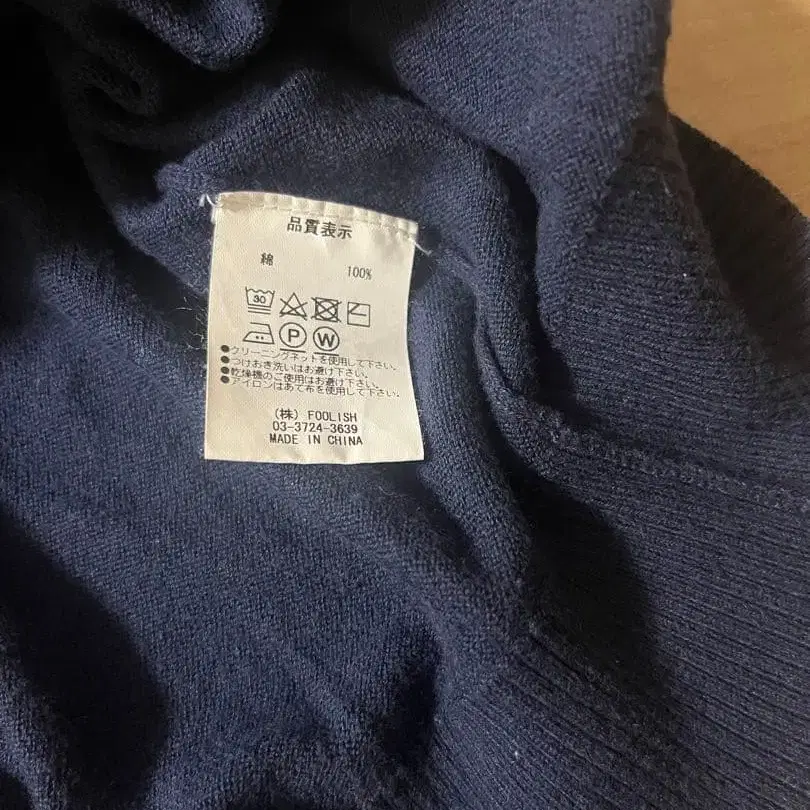 品質表示
綿 100%
30
P W
●クリーニングネットを使用して下さい。
●つけおき洗いはお避け下さい。
●乾燥機のご使用はお避け下さい。
●アイロンはあて布を使用して下さい。
(株) FOOLISH
03-3724-3639
MADE IN CHINA